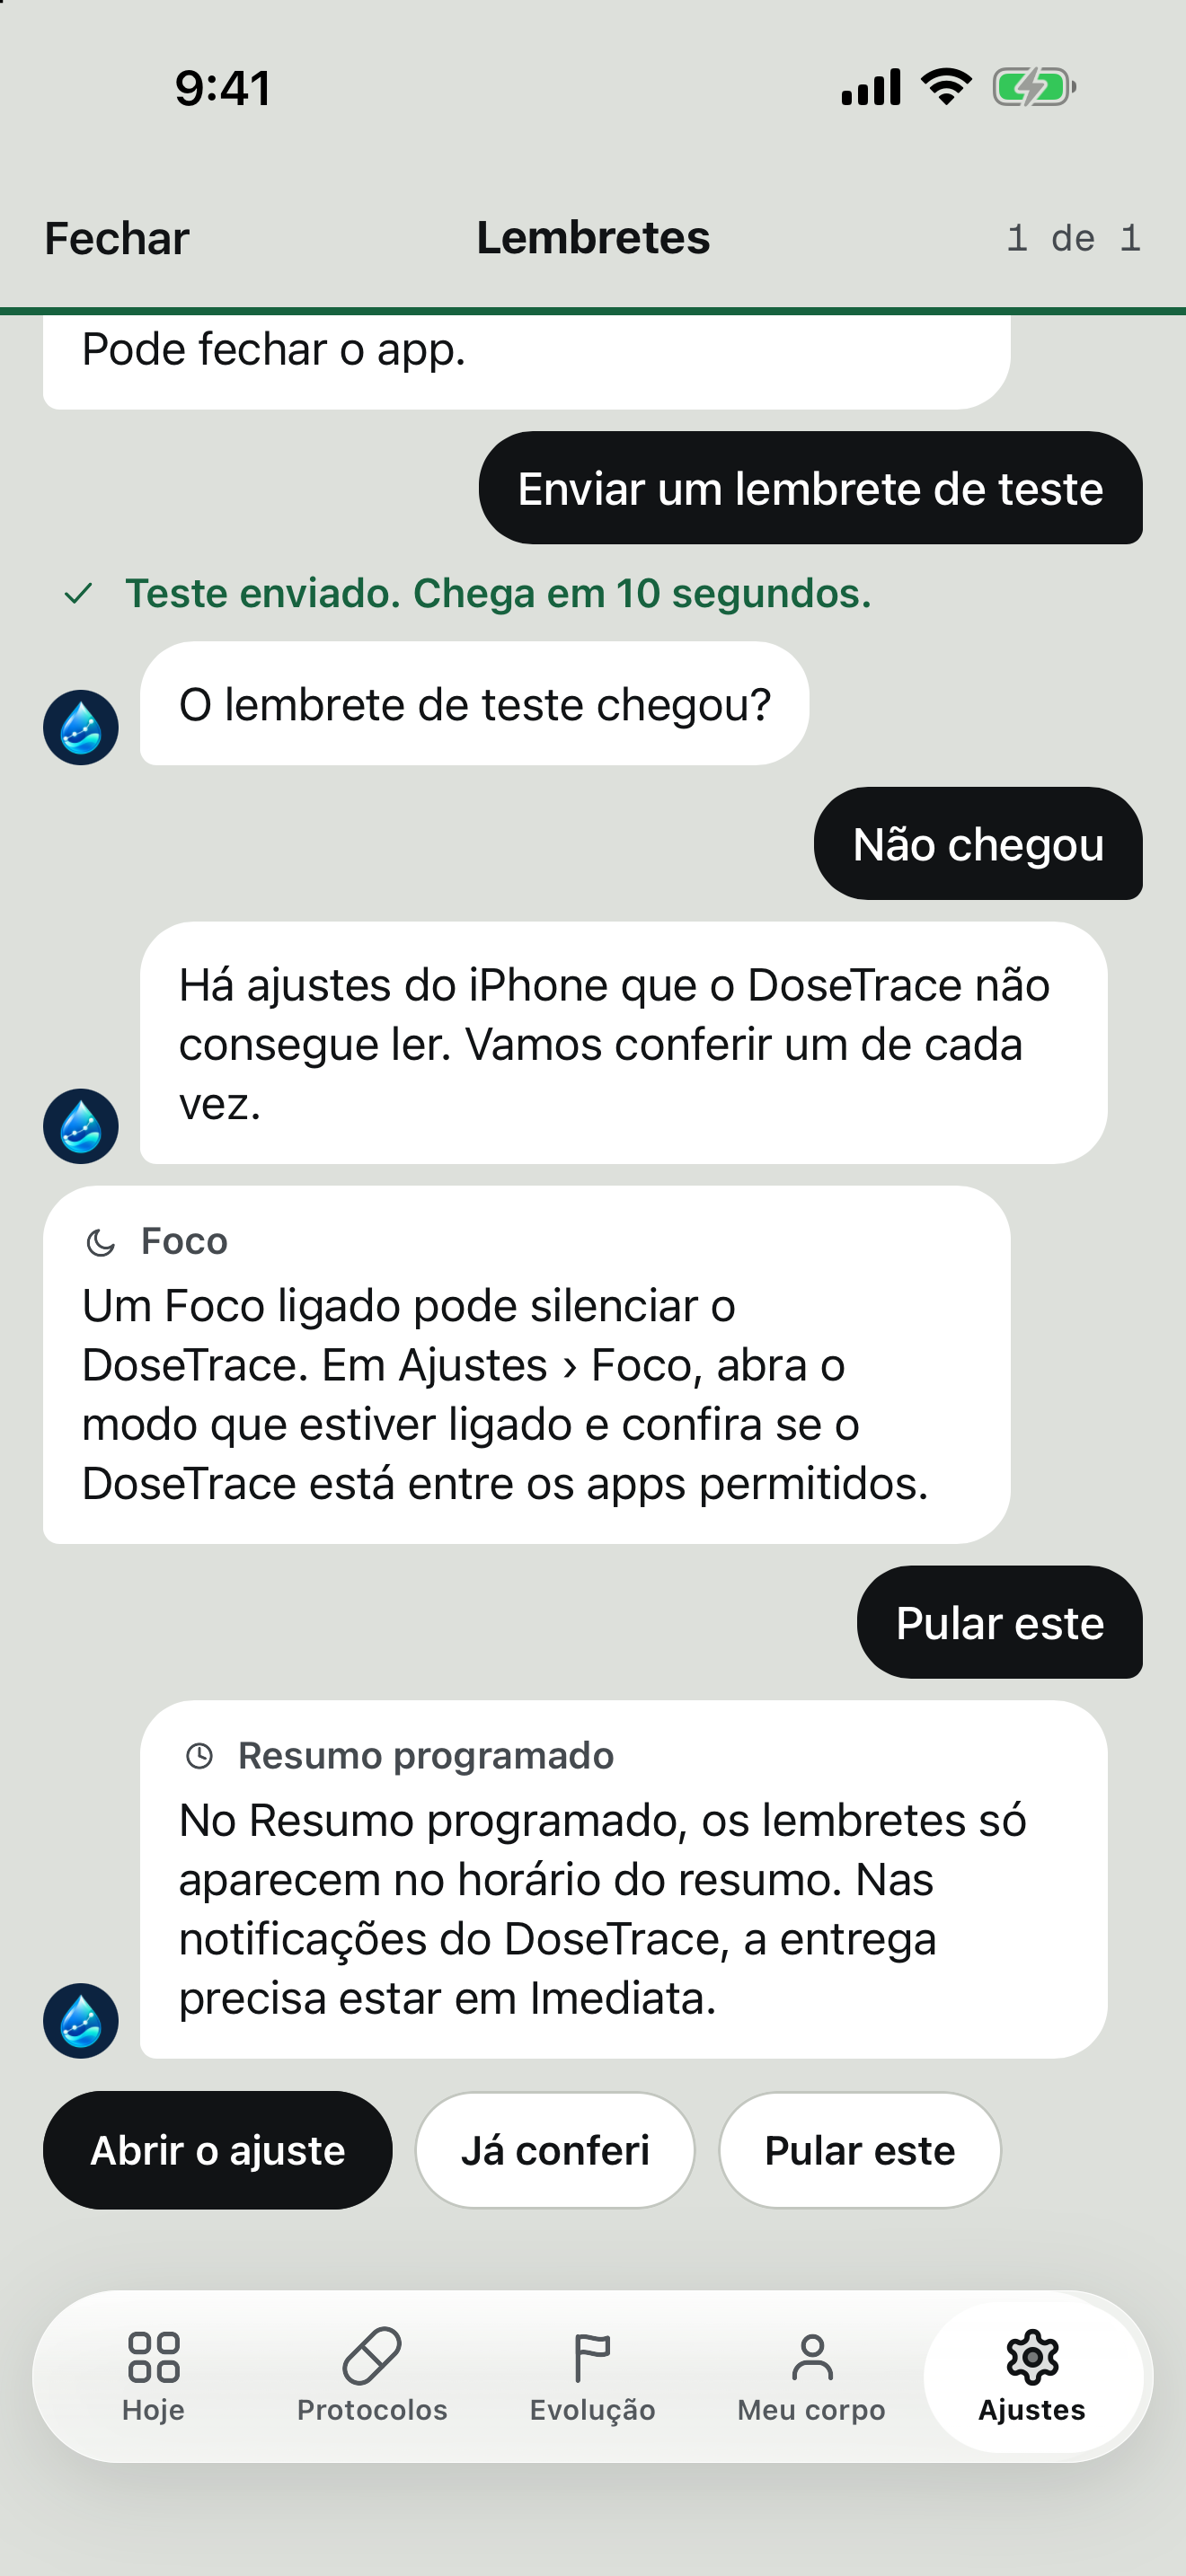 9:41
Fechar
Lembretes
1 de 1
Pode fechar o app.
Enviar um lembrete de teste
Teste enviado. Chega em 10 segundos.
O lembrete de teste chegou?
Não chegou
Há ajustes do iPhone que o DoseTrace não
consegue ler. Vamos conferir um de cada
vez.
Foco
Um Foco ligado pode silenciar o
DoseTrace. Em Ajustes › Foco, abra o
modo que estiver ligado e confira se o
DoseTrace está entre os apps permitidos.
Pular este
Resumo programado
No Resumo programado, os lembretes só
aparecem no horário do resumo. Nas
notificações do DoseTrace, a entrega
precisa estar em Imediata.
Abrir o ajuste
Já conferi
Pular este
Hoje
Protocolos
Evolução
Meu corpo
Ajustes